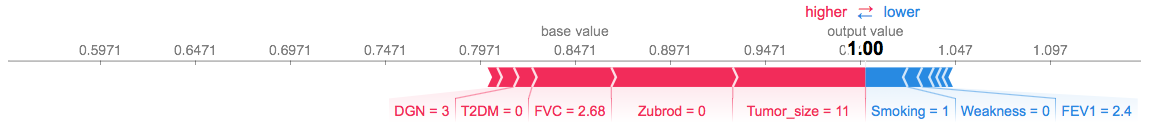 higher ⇄ lower
base value output value
0.5971 0.6471 0.6971 0.7471 0.7971 0.8471 0.8971 0.9471 1.00 1.047 1.097
DGN = 3 T2DM = 0 FVC = 2.68 Zubrod = 0 Tumor_size = 11 Smoking = 1 Weakness = 0 FEV1 = 2.4